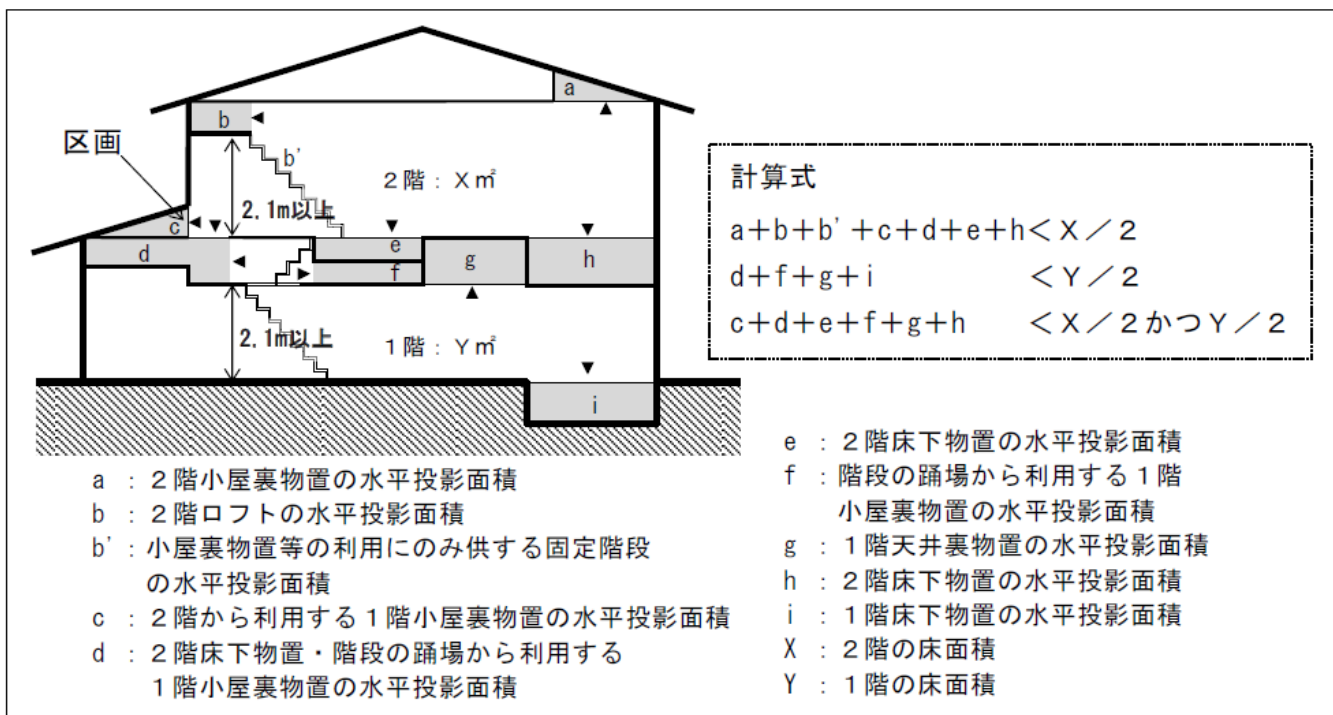 a
b
区画
b'
2階：X㎡
2.1m以上
c
d
e
f
g
h
2.1m以上
1階：Y㎡
i
計算式
a+b+b'+c+d+e+h＜X／2
d+f+g+i ＜Y／2
c+d+e+f+g+h ＜X／2かつY／2
a ：2階小屋裏物置の水平投影面積
b ：2階ロフトの水平投影面積
b'：小屋裏物置等の利用にのみ供する固定階段
の水平投影面積
c ：2階から利用する1階小屋裏物置の水平投影面積
d ：2階床下物置・階段の踊場から利用する
1階小屋裏物置の水平投影面積
e ：2階床下物置の水平投影面積
f ：階段の踊場から利用する1階
小屋裏物置の水平投影面積
g ：1階天井裏物置の水平投影面積
h ：2階床下物置の水平投影面積
i ：1階床下物置の水平投影面積
X ：2階の床面積
Y ：1階の床面積